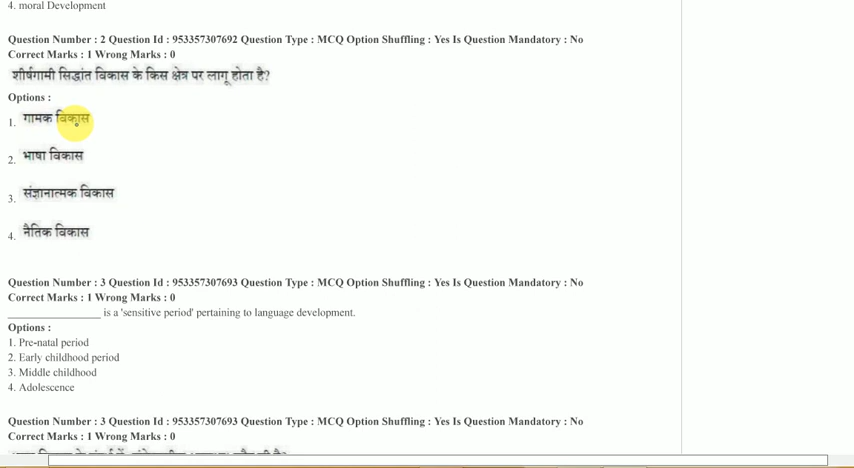 4. moral Development
Question Number : 2 Question Id : 953357307692 Question Type : MCQ Option Shuffling : Yes Is Question Mandatory : No
Correct Marks : 1 Wrong Marks : 0
शीर्षगामी सिद्धांत विकास के किस क्षेत्र पर लागू होता है?
Options :
1. गामक विकास
2. भाषा विकास
3. संज्ञानात्मक विकास
4. नैतिक विकास
Question Number : 3 Question Id : 953357307693 Question Type : MCQ Option Shuffling : Yes Is Question Mandatory : No
Correct Marks : 1 Wrong Marks : 0
__________________ is a 'sensitive period' pertaining to language development.
Options :
1. Pre-natal period
2. Early childhood period
3. Middle childhood
4. Adolescence
Question Number : 3 Question Id : 953357307693 Question Type : MCQ Option Shuffling : Yes Is Question Mandatory : No
Correct Marks : 1 Wrong Marks : 0